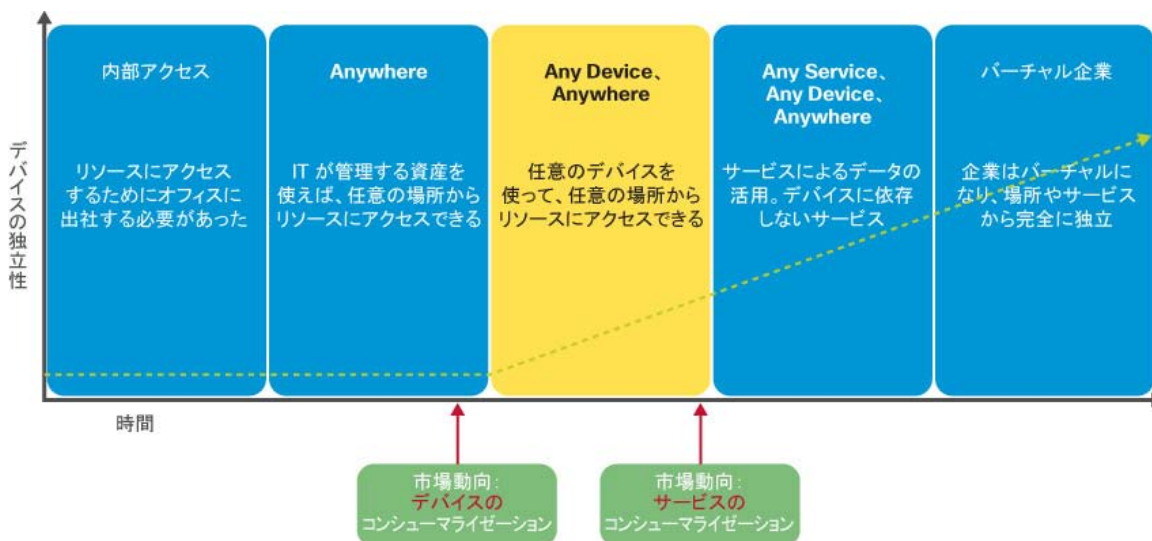 内部アクセス
リソースにアクセス
するためにオフィスに
出社する必要があった
Anywhere
IT が管理する資産を
使えば、任意の場所から
リソースにアクセスできる
Any Device、
Anywhere
任意のデバイスを
使って、任意の場所から
リソースにアクセスできる
Any Service、
Any Device、
Anywhere
サービスによるデータの
活用。デバイスに依存
しないサービス
バーチャル企業
企業はバーチャルに
なり、場所やサービス
から完全に独立
デバイスの独立性
時間
市場動向：
デバイスの
コンシューマライゼーション
市場動向：
サービスの
コンシューマライゼーション